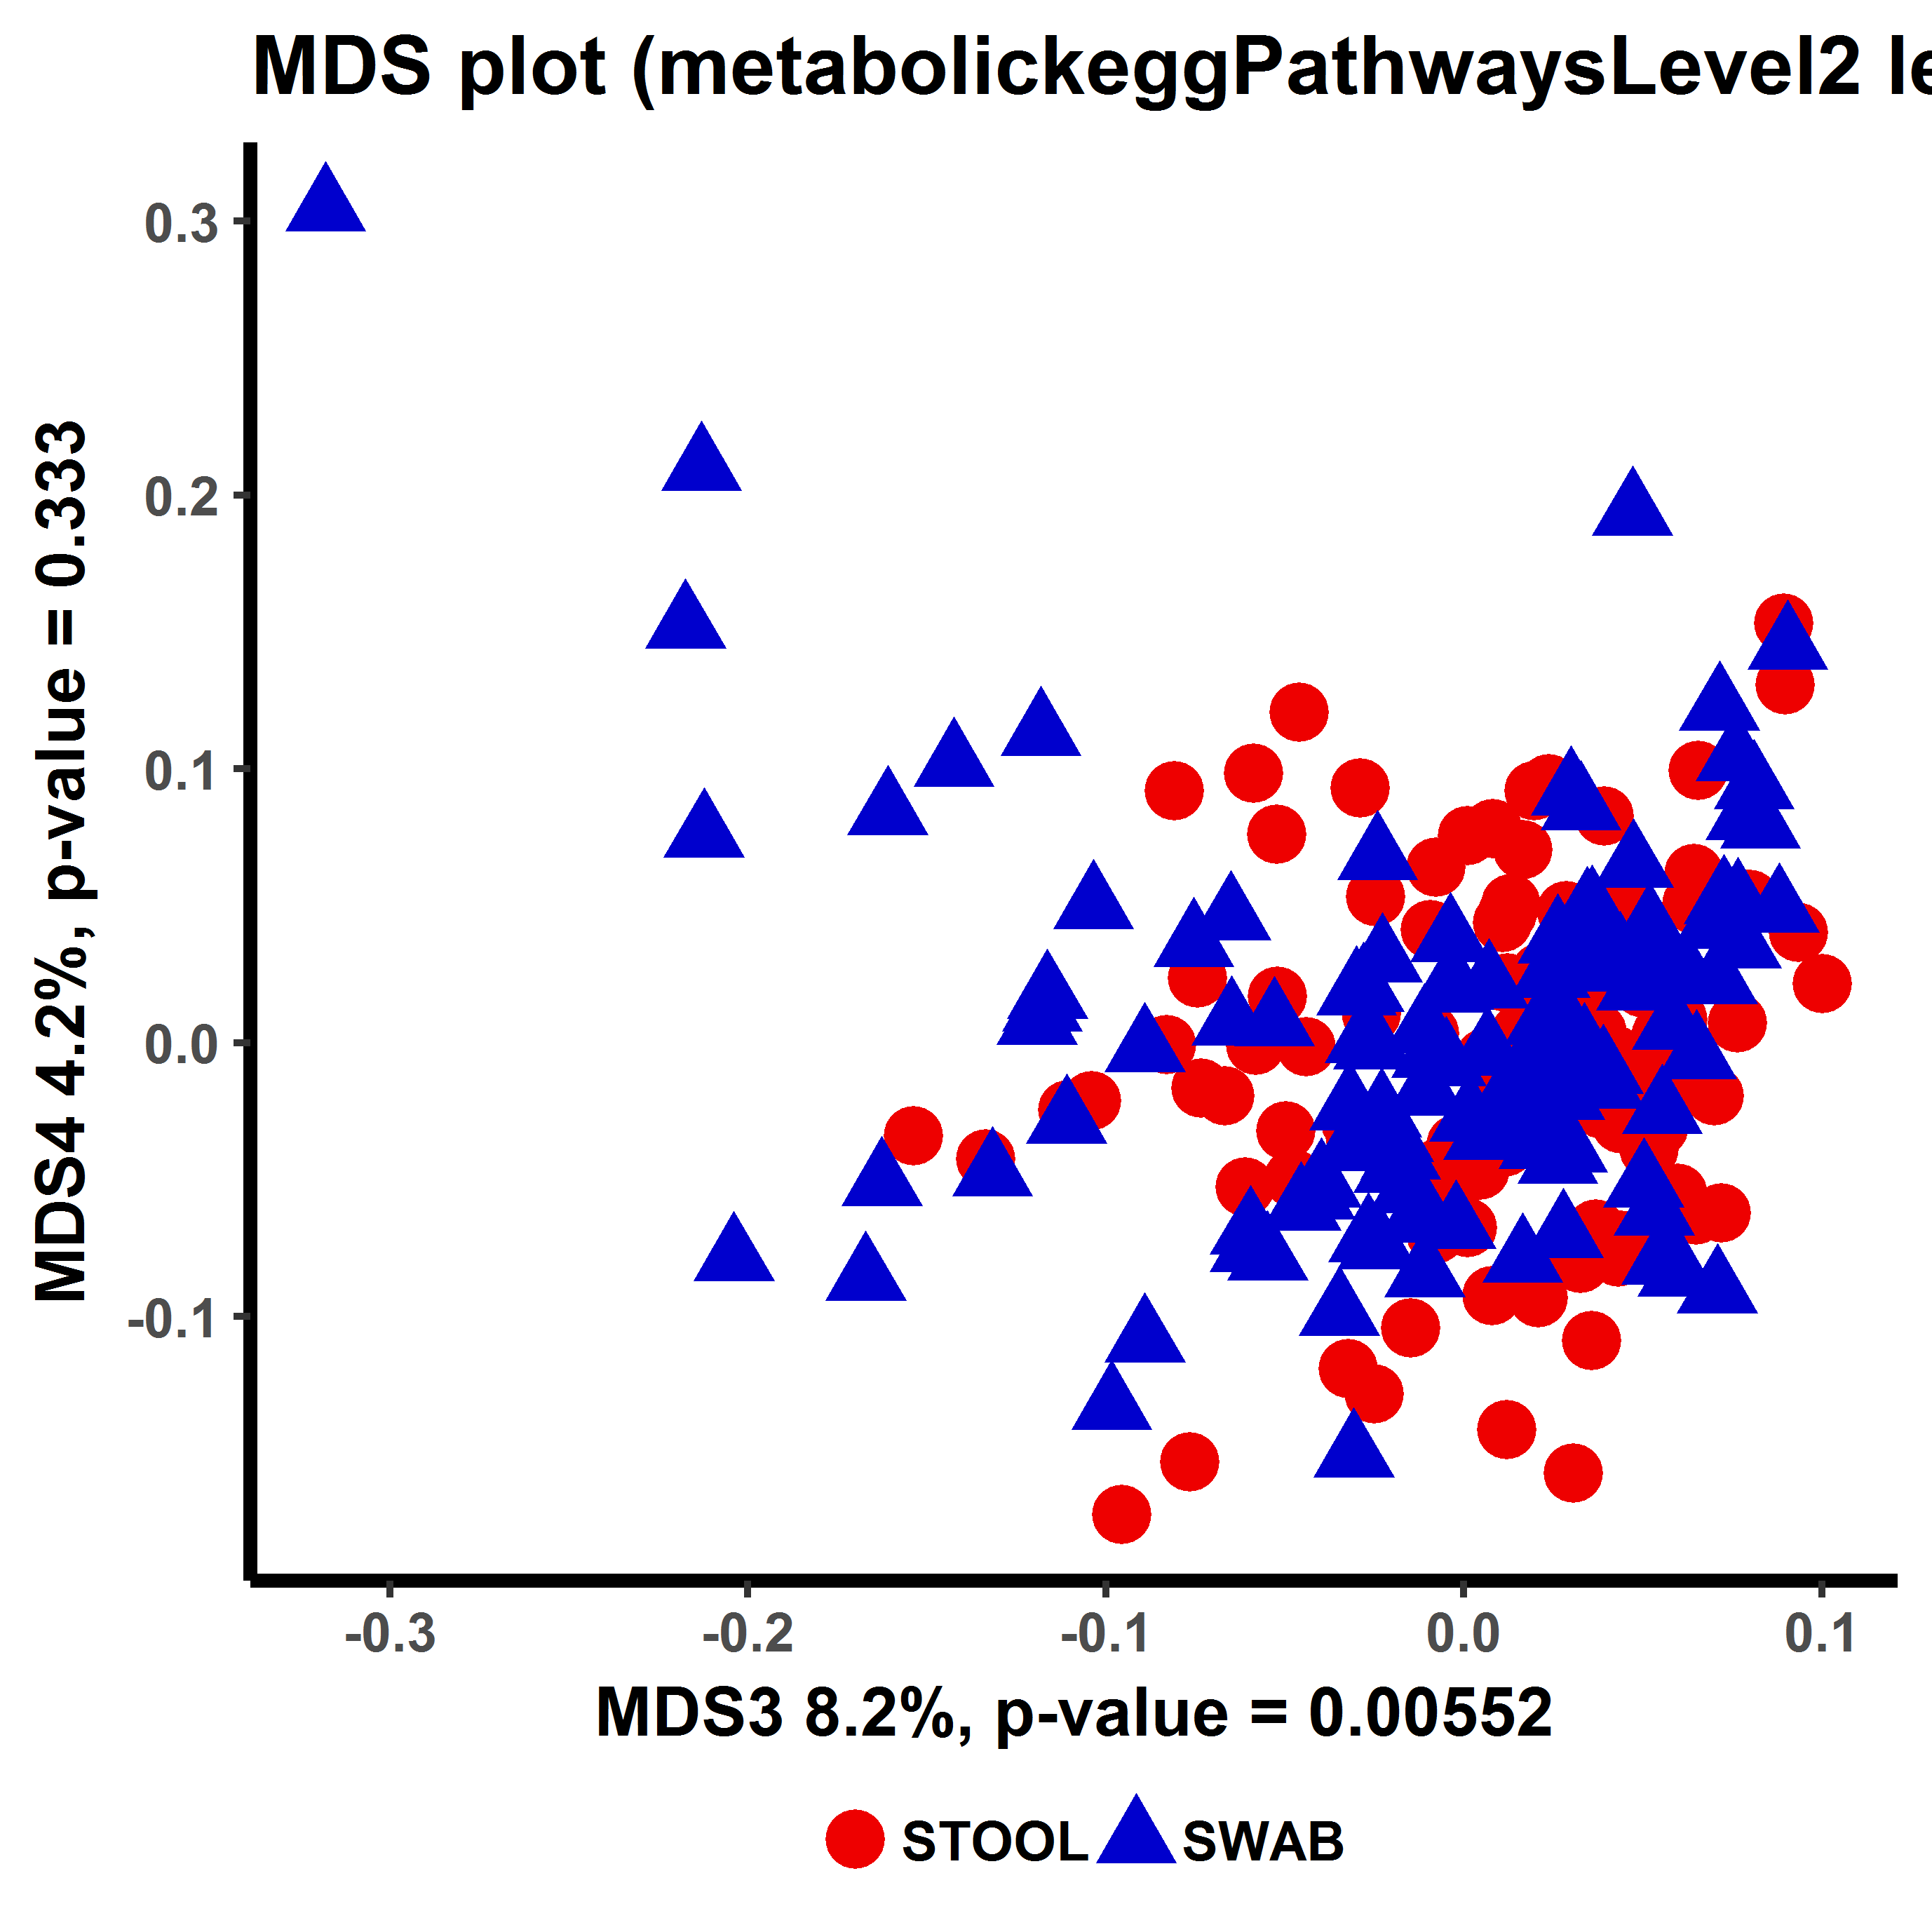 MDS plot (metabolickeggPathwaysLevel2 le
0.3
0.2
0.1
0.0
-0.1
MDS4 4.2%, p-value = 0.333
-0.3 -0.2 -0.1 0.0 0.1
MDS3 8.2%, p-value = 0.00552
STOOL SWAB